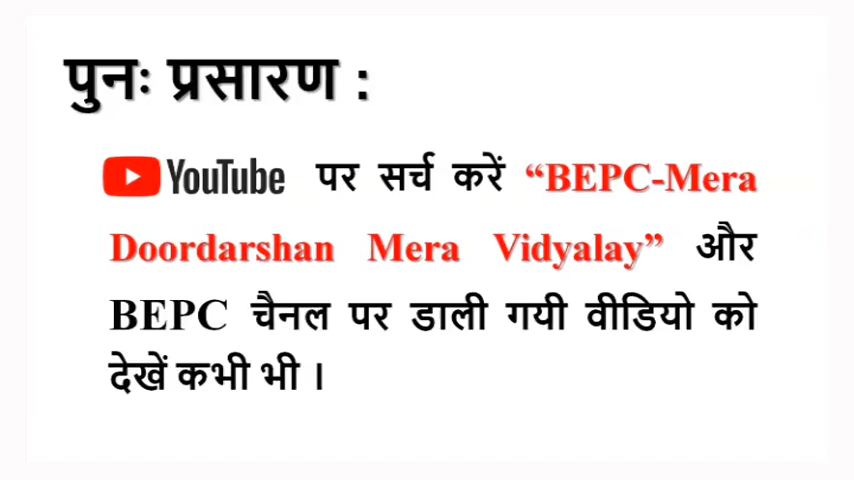 पुनः प्रसारण :
YouTube पर सर्च करें “BEPC-Mera
Doordarshan Mera Vidyalay” और
BEPC चैनल पर डाली गयी वीडियो को
देखें कभी भी ।